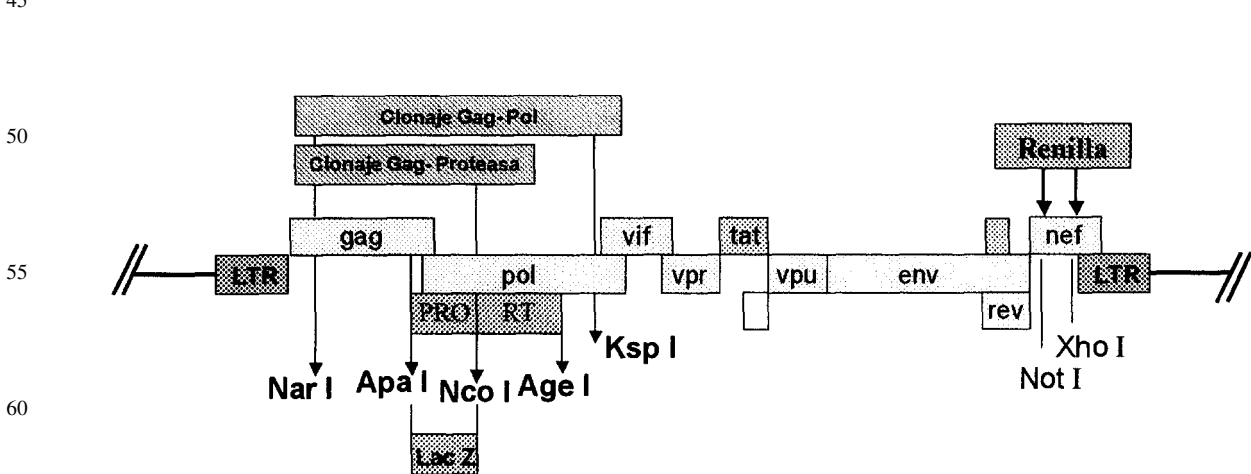 45
50
Clonaje Gag-Pol
Renilla
Clonaje Gag-Proteasa
gag
vif
tat
nef
55
LTR
pol
vpr
vpu
env
LTR
PRO
RT
rev
Ksp I
Xho I
Nar I
Apa I
Nco I
Age I
Not I
60
Lac Z